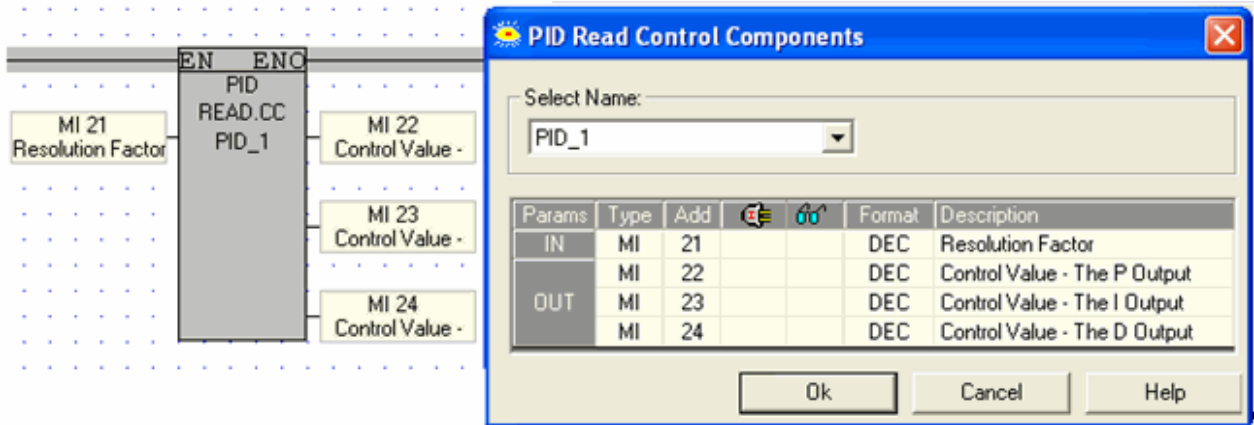 EN ENO
PID
READ.CC
PID_1
MI 21
Resolution Factor
MI 22
Control Value -
MI 23
Control Value -
MI 24
Control Value -
PID Read Control Components
Select Name:
PID_1
Params Type Add Format Description
IN MI 21 DEC Resolution Factor
OUT
MI 22 DEC Control Value - The P Output
MI 23 DEC Control Value - The I Output
MI 24 DEC Control Value - The D Output
Ok Cancel Help